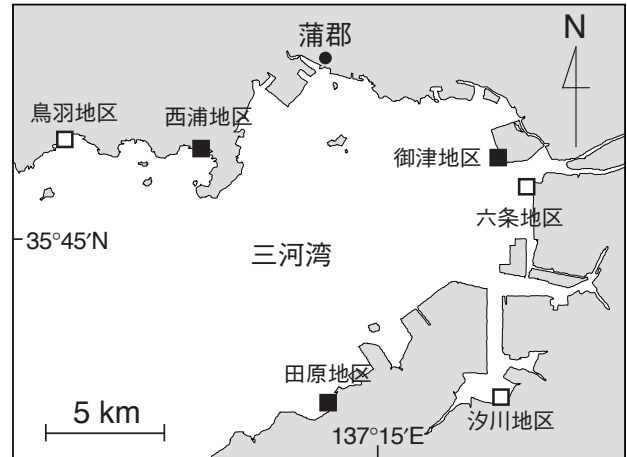 蒲郡
N
鳥羽地区
西浦地区
御津地区
六条地区
35°45′N
三河湾
田原地区
5 km
137°15′E
汐川地区